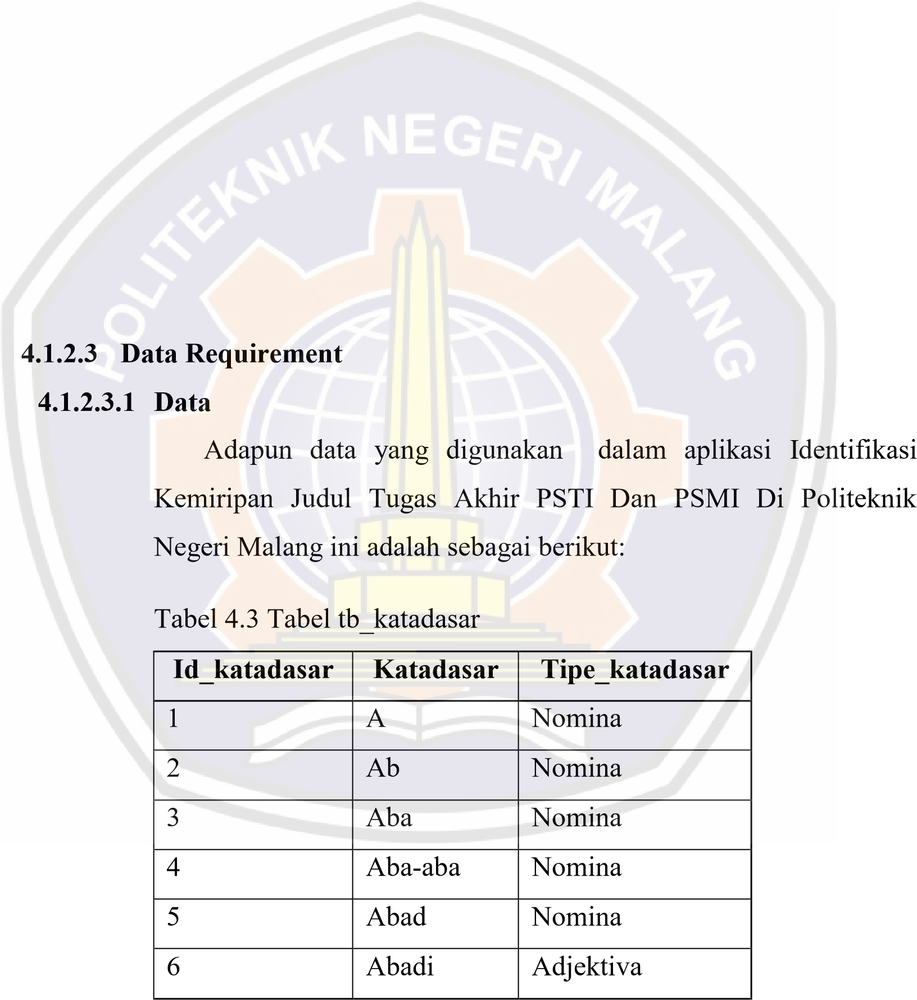 POLITEKNIK NEGERI MALANG
4.1.2.3 Data Requirement
4.1.2.3.1 Data
Adapun data yang digunakan dalam aplikasi Identifikasi
Kemiripan Judul Tugas Akhir PSTI Dan PSMI Di Politeknik
Negeri Malang ini adalah sebagai berikut:
Tabel 4.3 Tabel tb_katadasar
Id_katadasar Katadasar Tipe_katadasar
1 A Nomina
2 Ab Nomina
3 Aba Nomina
4 Aba-aba Nomina
5 Abad Nomina
6 Abadi Adjektiva